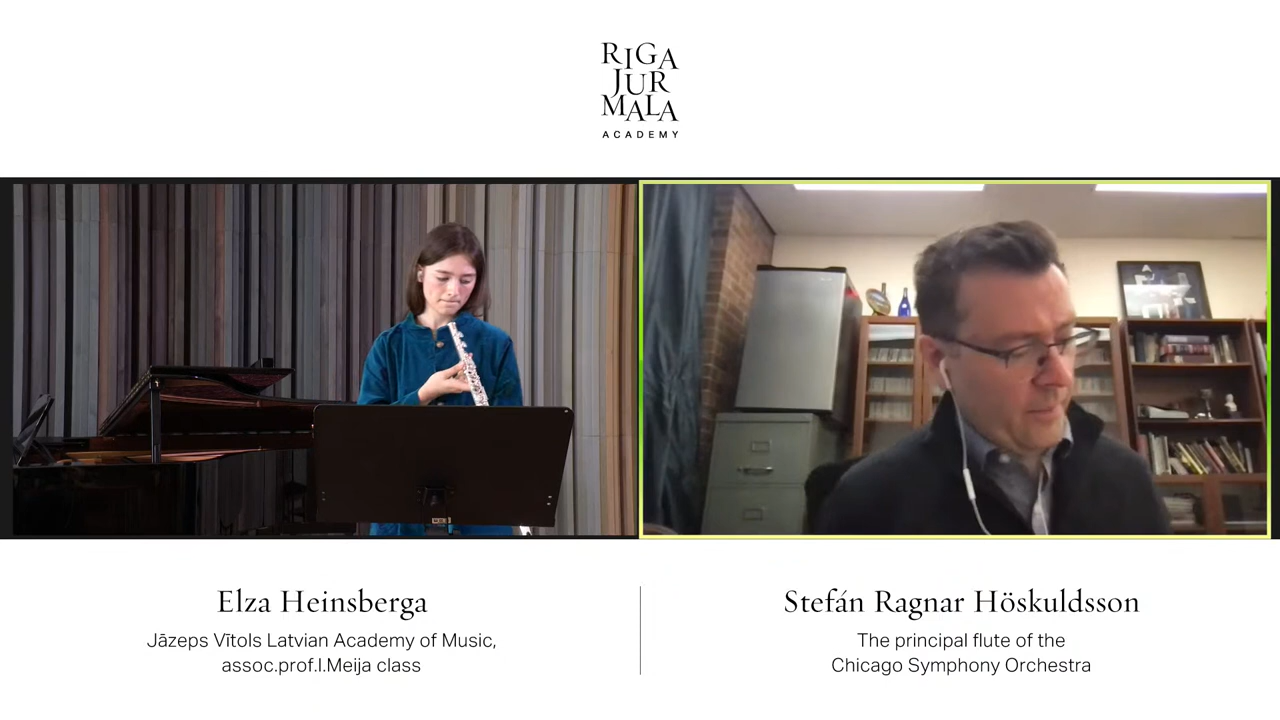 RIGA
JUR
MALA
ACADEMY
Elza Heinsberga
Jāzeps Vītols Latvian Academy of Music,
assoc.prof.I.Meija class
Stefán Ragnar Höskuldsson
The principal flute of the
Chicago Symphony Orchestra